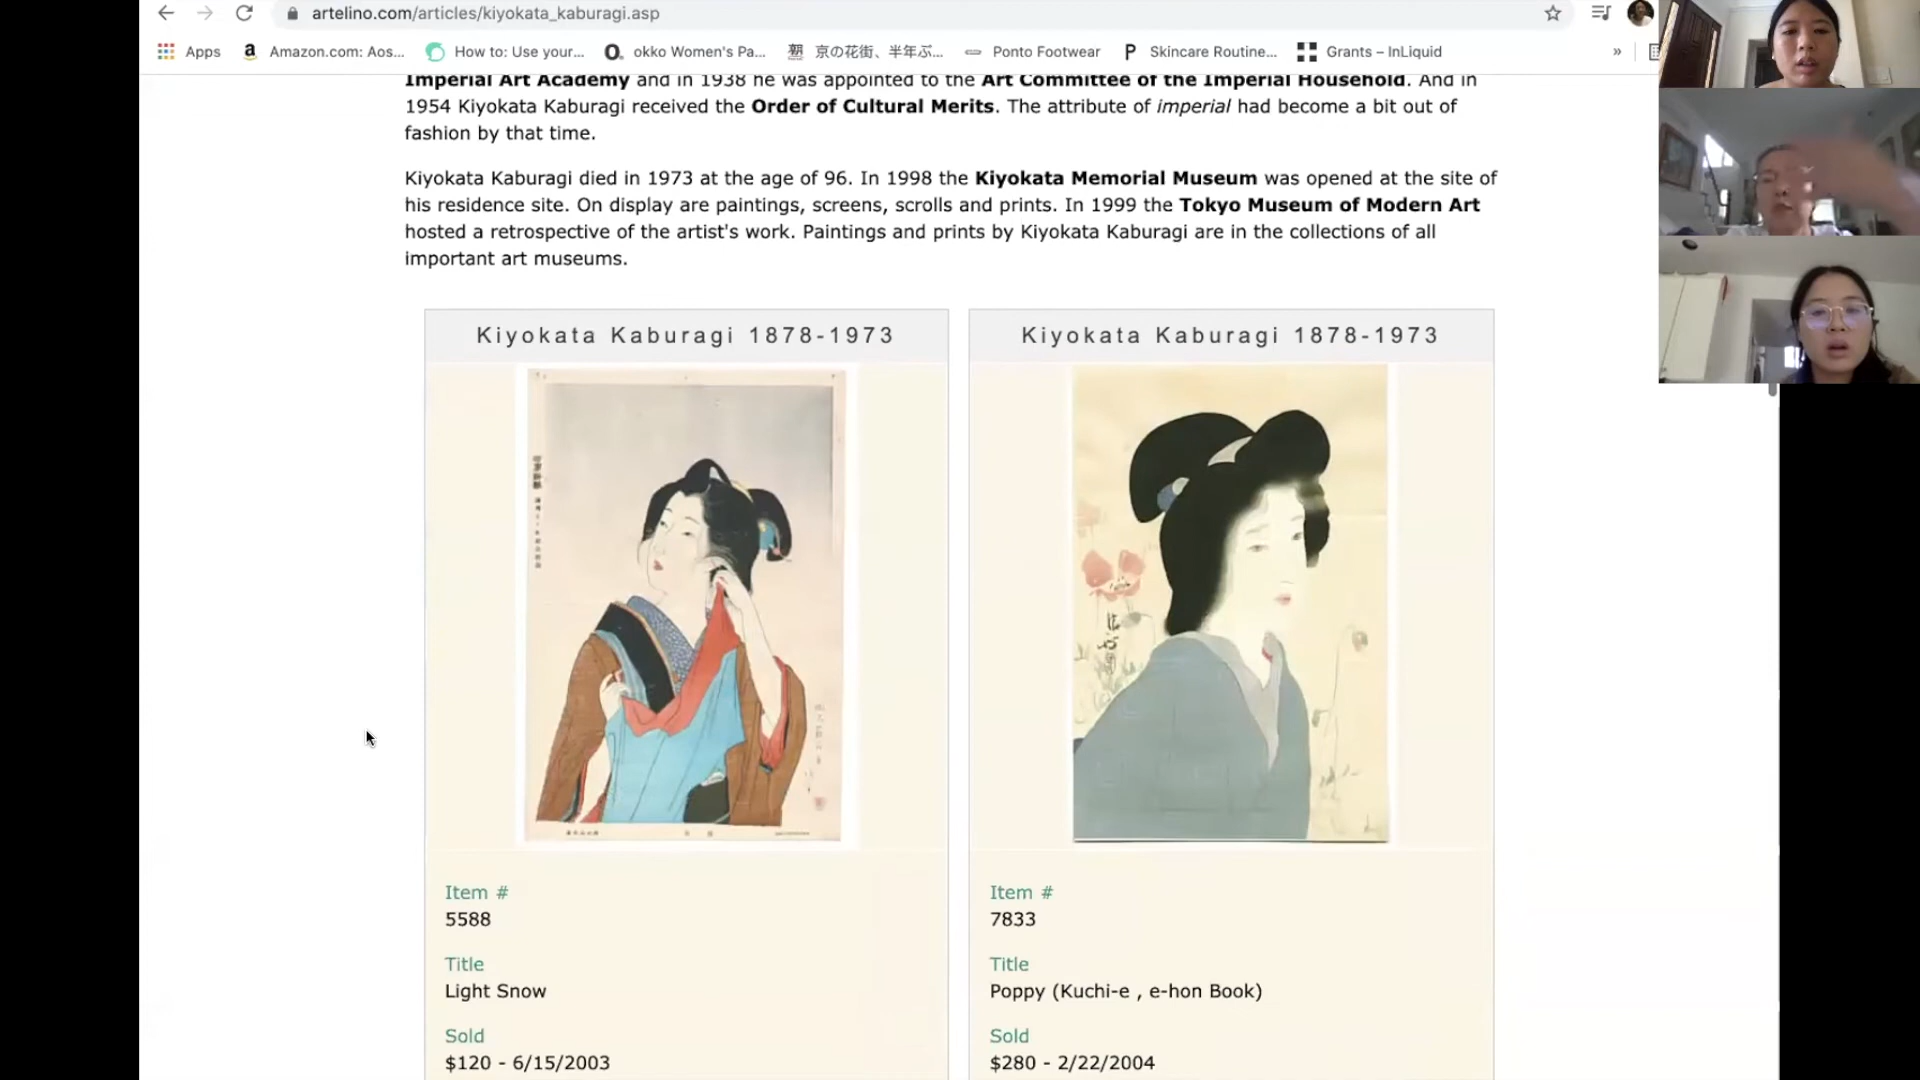 artelino.com/articles/kiyokata_kaburagi.asp
Apps
Amazon.com: Aos...
How to: Use your...
okko Women's Pa...
京の花街、半年ぶ...
Ponto Footwear
Skincare Routine...
Grants – InLiquid
»
Imperial Art Academy and in 1938 he was appointed to the Art Committee of the Imperial Household. And in
1954 Kiyokata Kaburagi received the Order of Cultural Merits. The attribute of imperial had become a bit out of
fashion by that time.
Kiyokata Kaburagi died in 1973 at the age of 96. In 1998 the Kiyokata Memorial Museum was opened at the site of
his residence site. On display are paintings, screens, scrolls and prints. In 1999 the Tokyo Museum of Modern Art
hosted a retrospective of the artist's work. Paintings and prints by Kiyokata Kaburagi are in the collections of all
important art museums.
Kiyokata Kaburagi 1878-1973
Item #
5588
Title
Light Snow
Sold
$120 - 6/15/2003
Kiyokata Kaburagi 1878-1973
Item #
7833
Title
Poppy (Kuchi-e , e-hon Book)
Sold
$280 - 2/22/2004